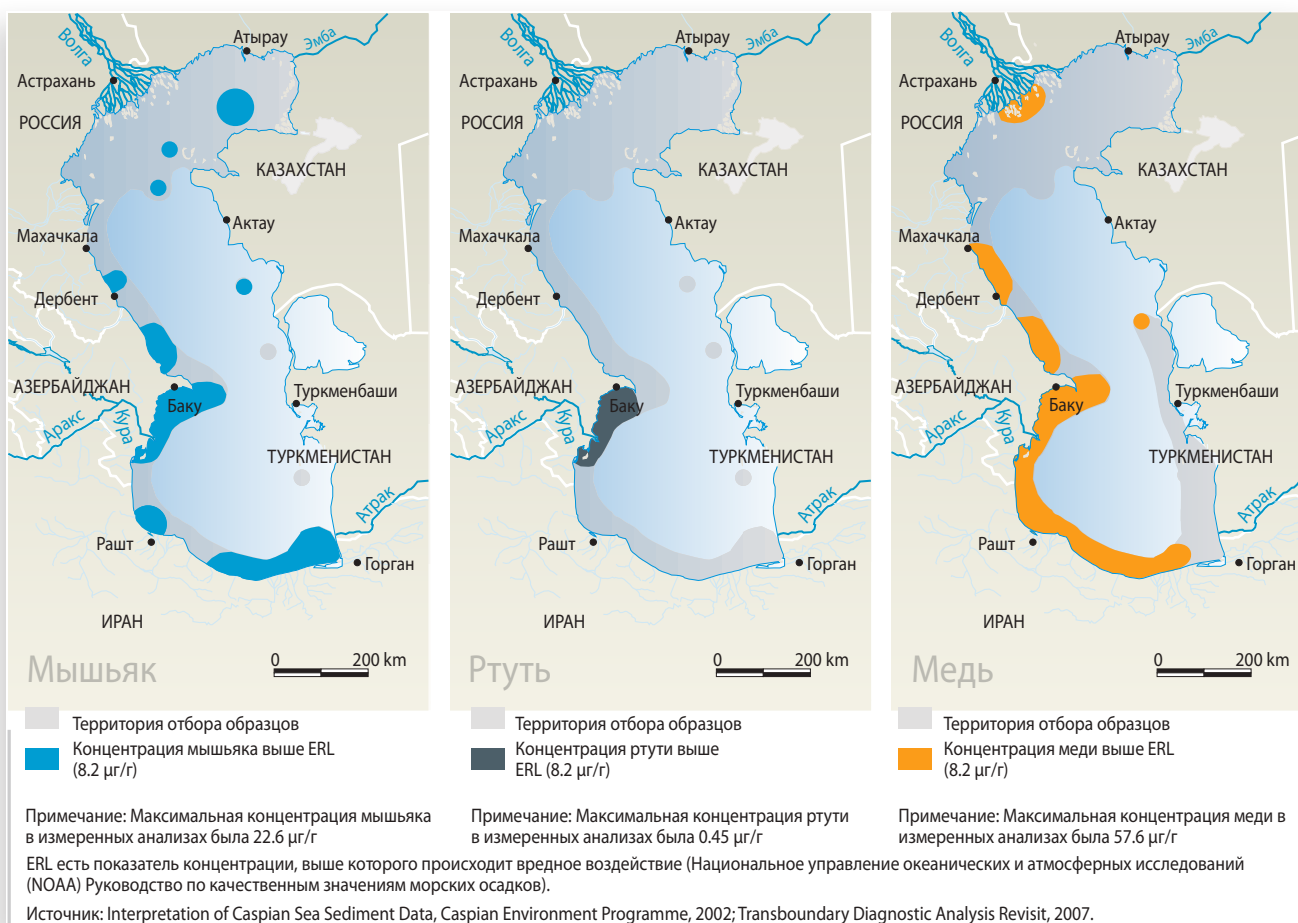 Волга
Атырау
Эмба
Астрахань
РОССИЯ
КАЗАХСТАН
Актау
Махачкала
Дербент
АЗЕРБАЙДЖАН
Туркменбаши
Баку
Аракс
Кура
ТУРКМЕНИСТАН
Атрак
Рашт
Горган
ИРАН
Мышьяк
0 200 km
Территория отбора образцов
Концентрация мышьяка выше ERL
(8.2 µг/г)
Примечание: Максимальная концентрация мышьяка
в измеренных анализах была 22.6 µг/г
Волга
Атырау
Эмба
Астрахань
РОССИЯ
КАЗАХСТАН
Актау
Махачкала
Дербент
АЗЕРБАЙДЖАН
Туркменбаши
Баку
Аракс
Кура
ТУРКМЕНИСТАН
Атрак
Рашт
Горган
ИРАН
Ртуть
0 200 km
Территория отбора образцов
Концентрация ртути выше
ERL (8.2 µг/г)
Примечание: Максимальная концентрация ртути
в измеренных анализах была 0.45 µг/г
Волга
Атырау
Эмба
Астрахань
РОССИЯ
КАЗАХСТАН
Актау
Махачкала
Дербент
АЗЕРБАЙДЖАН
Туркменбаши
Баку
Аракс
Кура
ТУРКМЕНИСТАН
Атрак
Рашт
Горган
ИРАН
Медь
0 200 km
Территория отбора образцов
Концентрация меди выше ERL
(8.2 µг/г)
Примечание: Максимальная концентрация меди в
измеренных анализах была 57.6 µг/г
ERL есть показатель концентрации, выше которого происходит вредное воздействие (Национальное управление океанических и атмосферных исследований
(NOAA) Руководство по качественным значениям морских осадков).
Источник: Interpretation of Caspian Sea Sediment Data, Caspian Environment Programme, 2002; Transboundary Diagnostic Analysis Revisit, 2007.